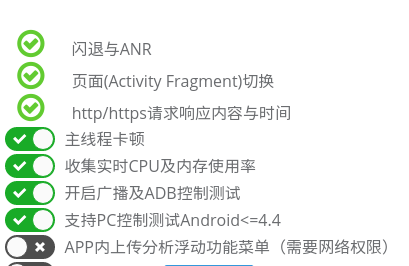 闪退与ANR
页面(Activity Fragment)切换
http/https请求响应内容与时间
主线程卡顿
收集实时CPU及内存使用率
开启广播及ADB控制测试
支持PC控制测试Android<=4.4
APP内上传分析浮动功能菜单（需要网络权限）